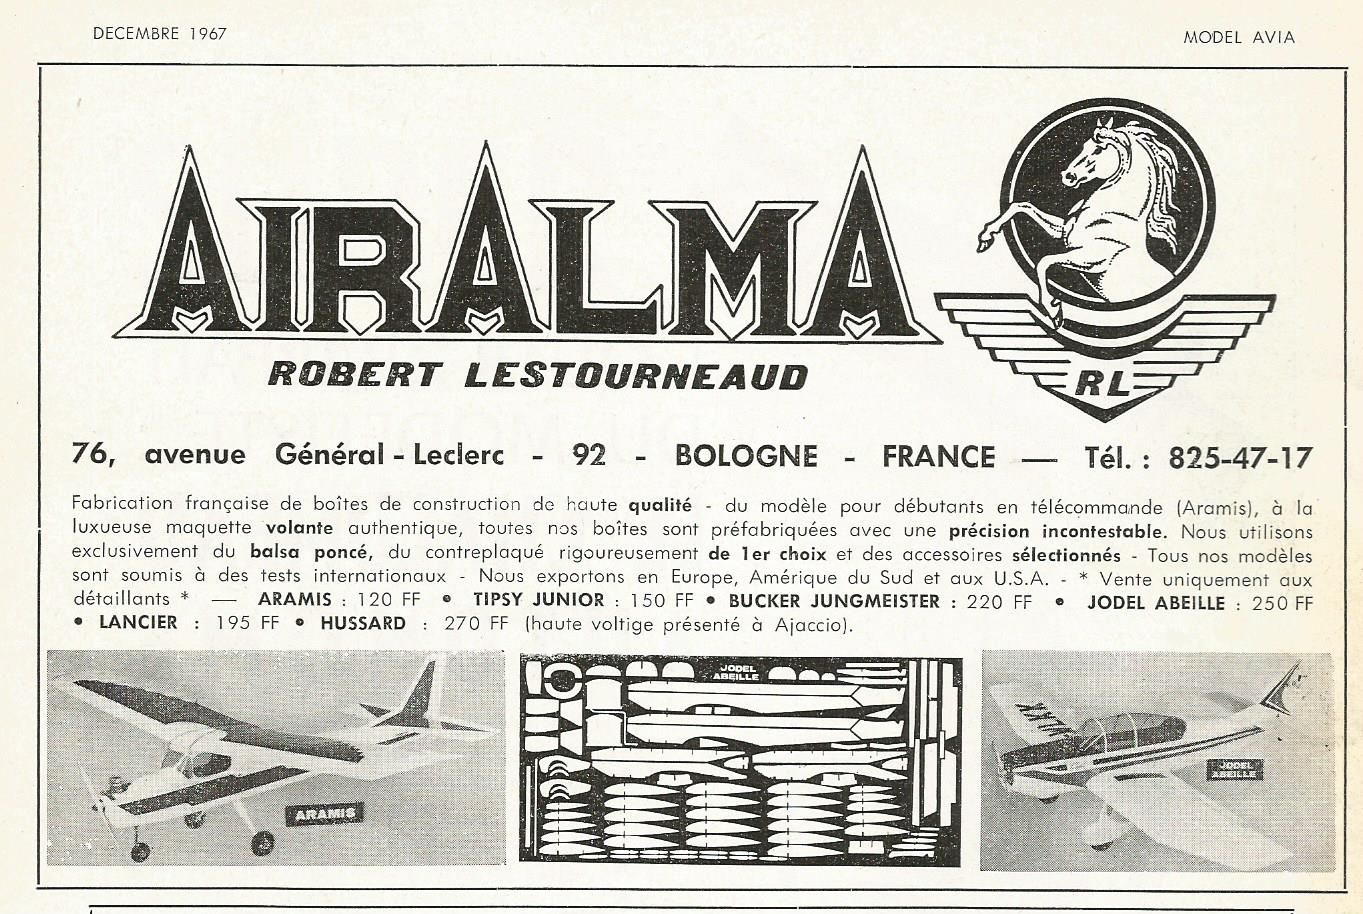 DECEMBRE 1967
MODEL AVIA
AIRALMA
ROBERT LESTOURNEAUD
RL
76, avenue Général-Leclerc - 92 - BOLOGNE - FRANCE — Tél. : 825-47-17
Fabrication française de boîtes de construction de haute qualité - du modèle pour débutants en télécommande (Aramis), à la
luxueuse maquette volante authentique, toutes nos boîtes sont préfabriquées avec une précision incontestable. Nous utilisons
exclusivement du balsa poncé, du contreplaqué rigoureusement de 1er choix et des accessoires sélectionnés - Tous nos modèles
sont soumis à des tests internationaux - Nous exportons en Europe, Amérique du Sud et aux U.S.A. - * Vente uniquement aux
détaillants * — ARAMIS : 120 FF • TIPSY JUNIOR : 150 FF • BUCKER JUNGMEISTER : 220 FF • JODEL ABEILLE : 250 FF
• LANCIER : 195 FF • HUSSARD : 270 FF (haute voltige présenté à Ajaccio).
ARAMIS
JODEL
ABEILLE
JODEL
ABEILLE